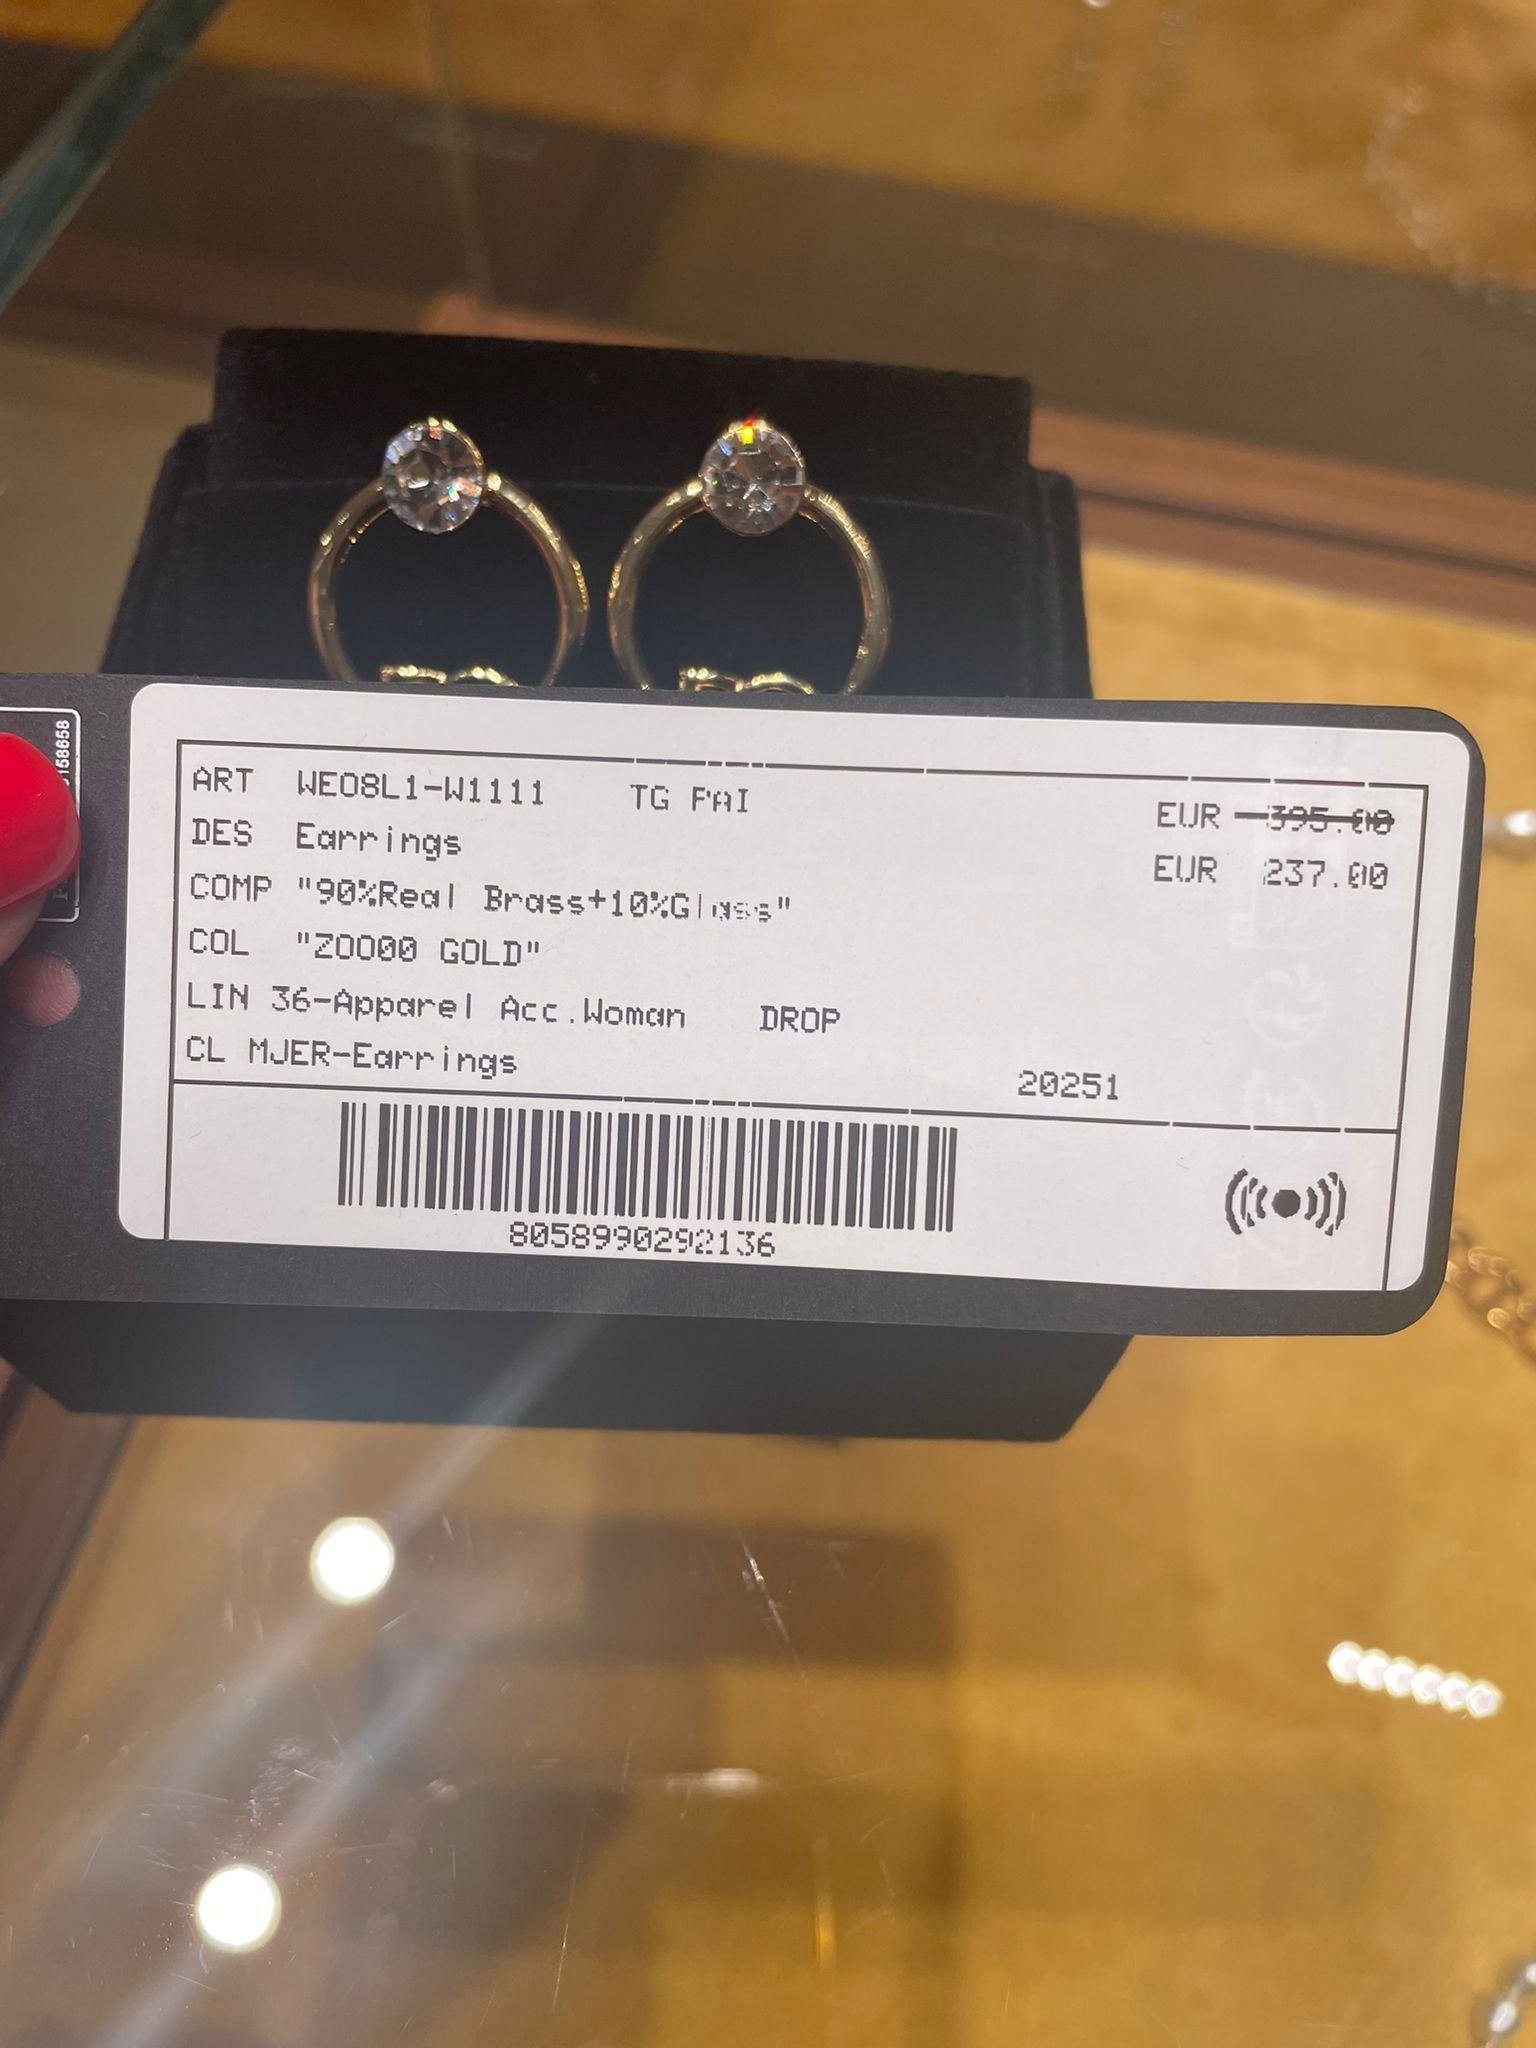 ART WE08L1-W1111 TG PAI EUR 395.00
DES Earrings EUR 237.00
COMP "90%Real Brass+10%Glass"
COL "ZOO00 GOLD"
LIN 36-Apparel Acc.Woman DROP
CL MJER-Earrings 20251
8058990292136